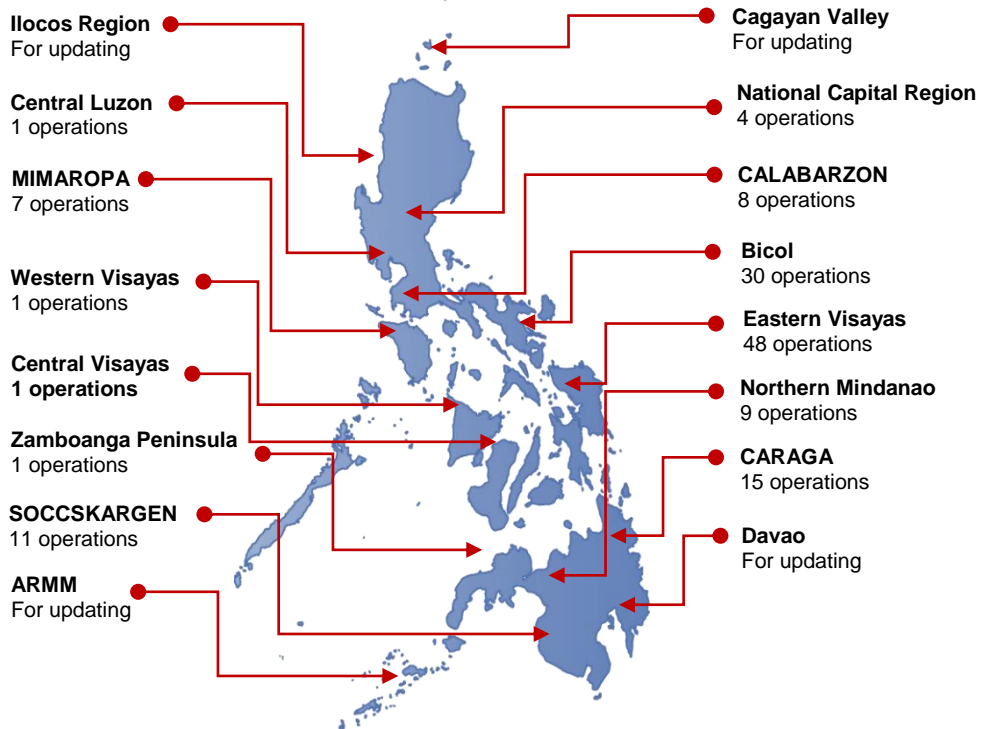 Ilocos Region
For updating
Central Luzon
1 operations
MIMAROPA
7 operations
Western Visayas
1 operations
Central Visayas
1 operations
Zamboanga Peninsula
1 operations
SOCCSKARGEN
11 operations
ARMM
For updating
Cagayan Valley
For updating
National Capital Region
4 operations
CALABARZON
8 operations
Bicol
30 operations
Eastern Visayas
48 operations
Northern Mindanao
9 operations
CARAGA
15 operations
Davao
For updating